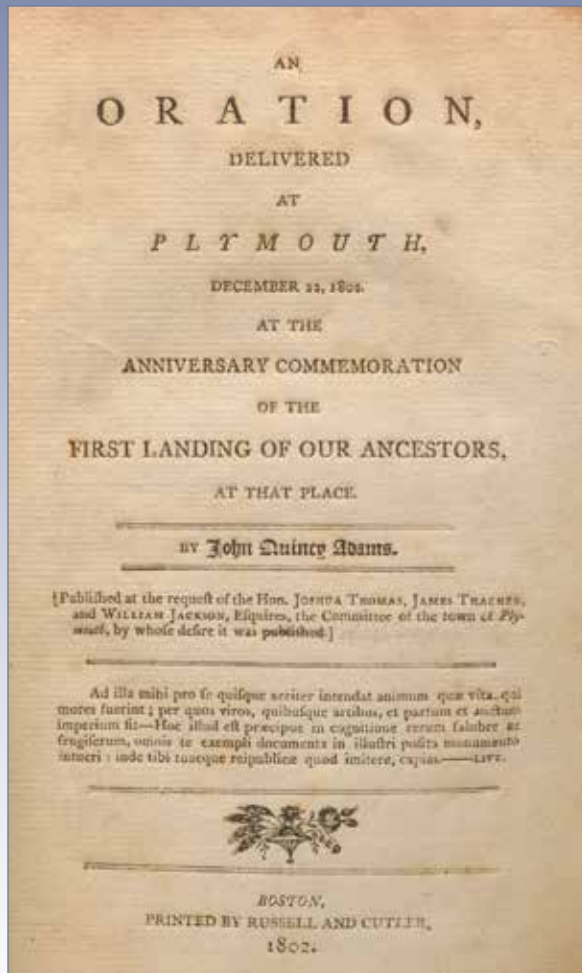 AN
ORATION,
DELIVERED
AT
PLYMOUTH,
DECEMBER 22, 1802.
AT THE
ANNIVERSARY COMMEMORATION
OF THE
FIRST LANDING OF OUR ANCESTORS,
AT THAT PLACE.
BY John Quincy Adams.
[Publiſhed at the requeſt of the Hon. JOSHUA THOMAS, JAMES THACHER,
and WILLIAM JACKSON, Eſquires, the Committee of the town of Ply-
mouth, by whoſe deſire it was publiſhed.]
Ad illa mihi pro ſe quiſque acriter intendat animum quæ vita, qui
mores fuerint; per quos viros, quibuſque artibus, et partum et auctum
imperium ſit—Hoc illud eſt præcipue in cognitione rerum ſalubre ac
frugiferum, omnis te exempli documenta in illuſtri poſita monumento
intueri: inde tibi tuæque reipublicæ quod imitere, capias.——LIVY.
BOSTON,
PRINTED BY RUSSELL AND CUTLER,
1802.